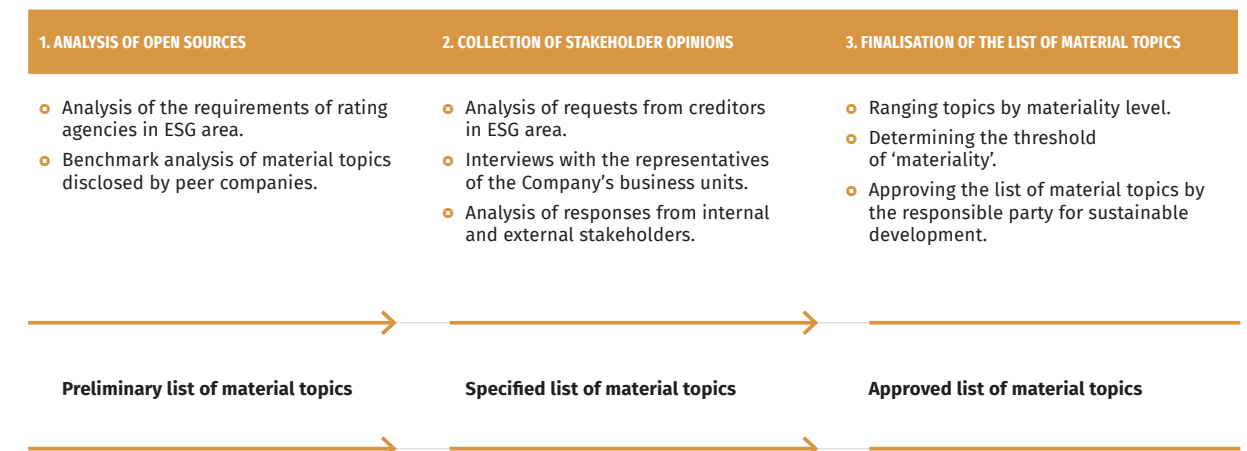 1. ANALYSIS OF OPEN SOURCES
Analysis of the requirements of rating
agencies in ESG area.
Benchmark analysis of material topics
disclosed by peer companies.
Preliminary list of material topics
2. COLLECTION OF STAKEHOLDER OPINIONS
Analysis of requests from creditors
in ESG area.
Interviews with the representatives
of the Company’s business units.
Analysis of responses from internal
and external stakeholders.
Specified list of material topics
3. FINALISATION OF THE LIST OF MATERIAL TOPICS
Ranging topics by materiality level.
Determining the threshold
of ‘materiality’.
Approving the list of material topics by
the responsible party for sustainable
development.
Approved list of material topics